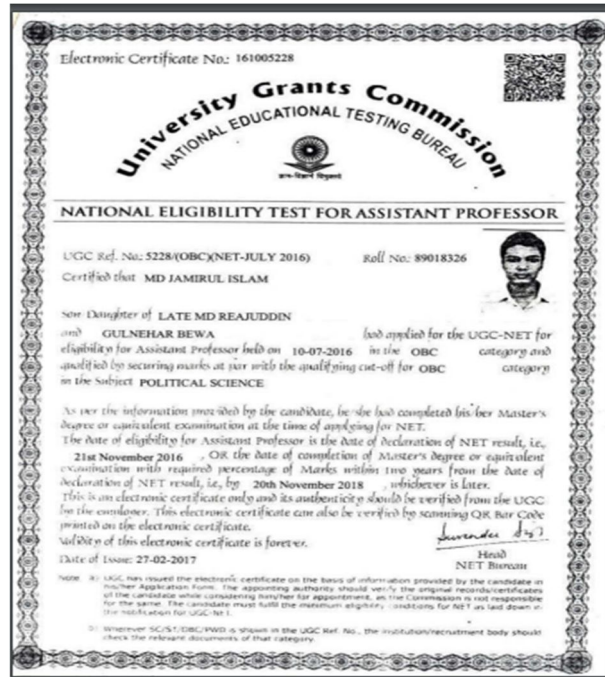 Electronic Certificate No.: 161005228
University Grants Commission
NATIONAL EDUCATIONAL TESTING BUREAU
ज्ञान-विज्ञानं विमुक्तये
NATIONAL ELIGIBILITY TEST FOR ASSISTANT PROFESSOR
UGC Ref. No.: 5228/(OBC)(NET-JULY 2016) Roll No.: 89018326
Certified that MD JAMIRUL ISLAM
Son/Daughter of LATE MD REAJUDDIN
and GULNEHAR BEWA had applied for the UGC-NET for
eligibility for Assistant Professor held on 10-07-2016 in the OBC category and
qualified by securing marks at par with the qualifying cut-off for OBC category
in the Subject POLITICAL SCIENCE
As per the information provided by the candidate, he/she had completed his/her Master's
degree or equivalent examination at the time of applying for NET.
The date of eligibility for Assistant Professor is the date of declaration of NET result, i.e.,
21st November 2016 , OR the date of completion of Master's degree or equivalent
examination with required percentage of Marks within two years from the date of
declaration of NET result, i.e., by 20th November 2018 , whichever is later.
This is an electronic certificate only and its authenticity should be verified from the UGC
by the employer. This electronic certificate can also be verified by scanning QR Bar Code
printed on the electronic certificate.
Validity of this electronic certificate is forever.
Date of Issue: 27-02-2017
Head
NET Bureau
Note: a) UGC has issued the electronic certificate on the basis of information provided by the candidate in
his/her Application Form. The appointing authority should verify the original records/certificates
of the candidate while considering him/her for appointment, as the Commission is not responsible
for the same. The candidate must fulfil the minimum eligibility conditions for NET as laid down in
the notification for UGC-NET.
b) Wherever SC/ST/OBC/PWD is shown in the UGC Ref. No., the institution/recruitment body should
check the relevant documents of that category.